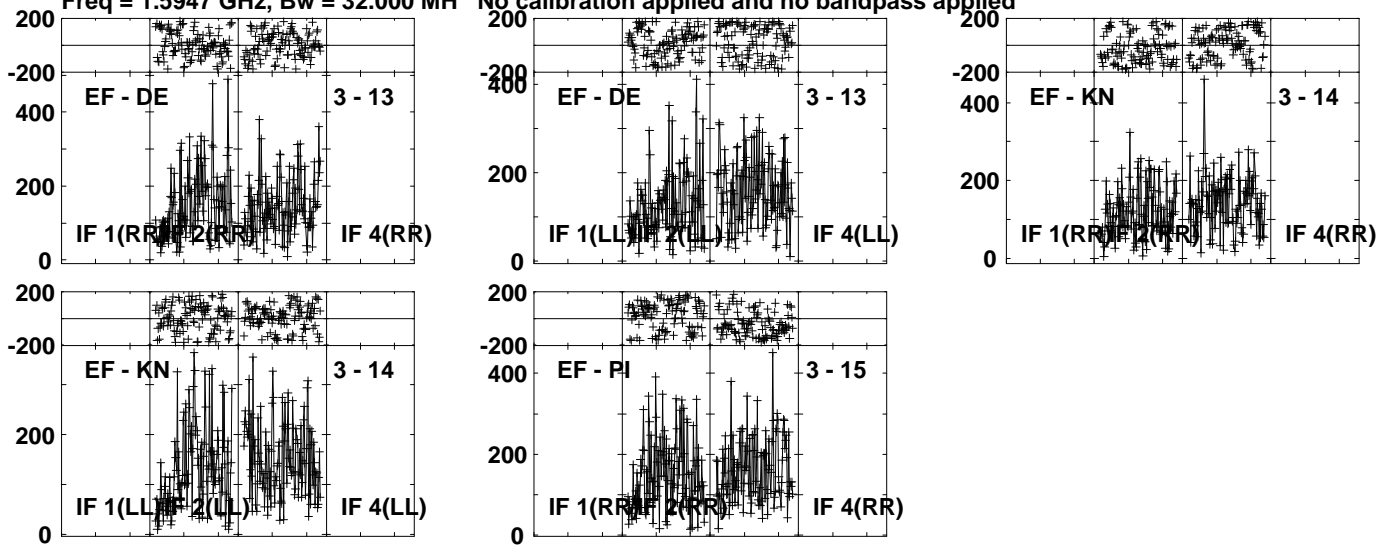 Freq = 1.5947 GHz, Bw = 32.000 MH No calibration applied and no bandpass applied
200
-200
EF - DE 3 - 13
400
200
IF 1(RR) IF 2(RR) IF 4(RR)
0
-200
400
EF - DE 3 - 13
200
IF 1(LL) IF 2(LL) IF 4(LL)
0
200
-200
EF - KN 3 - 14
400
200
IF 1(RR) IF 2(RR) IF 4(RR)
0
200
-200
EF - KN 3 - 14
200
IF 1(LL) IF 2(LL) IF 4(LL)
0
200
-200
EF - PI 3 - 15
400
200
IF 1(RR) IF 2(RR) IF 4(RR)
0